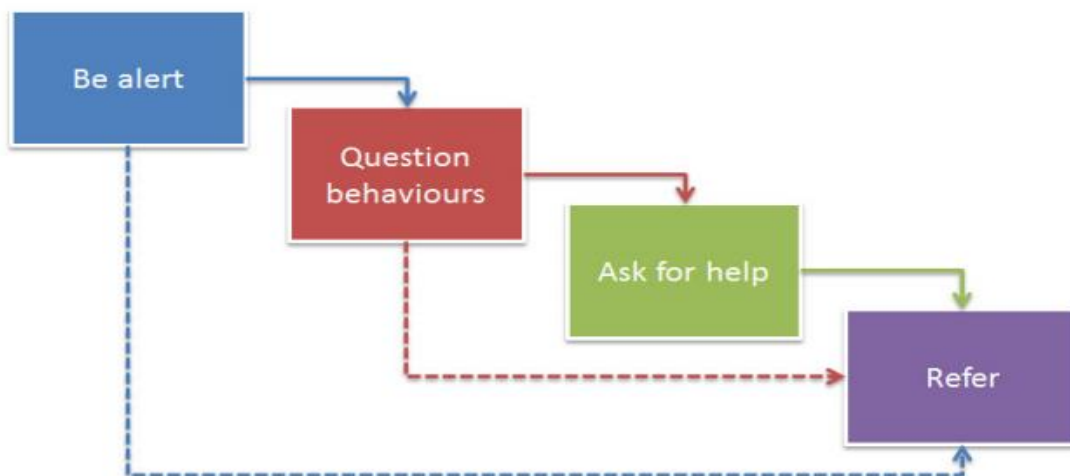 Be alert
Question
behaviours
Ask for help
Refer